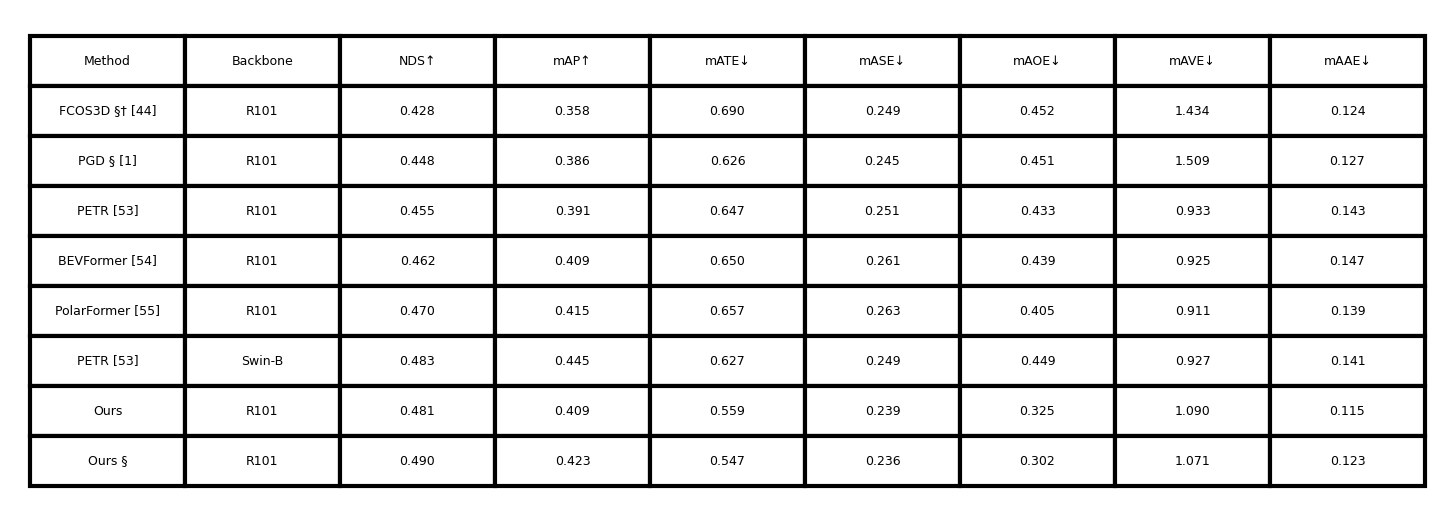 Method Backbone NDS↑ mAP↑ mATE↓ mASE↓ mAOE↓ mAVE↓ mAAE↓
FCOS3D §† [44] R101 0.428 0.358 0.690 0.249 0.452 1.434 0.124
PGD § [1] R101 0.448 0.386 0.626 0.245 0.451 1.509 0.127
PETR [53] R101 0.455 0.391 0.647 0.251 0.433 0.933 0.143
BEVFormer [54] R101 0.462 0.409 0.650 0.261 0.439 0.925 0.147
PolarFormer [55] R101 0.470 0.415 0.657 0.263 0.405 0.911 0.139
PETR [53] Swin-B 0.483 0.445 0.627 0.249 0.449 0.927 0.141
Ours R101 0.481 0.409 0.559 0.239 0.325 1.090 0.115
Ours § R101 0.490 0.423 0.547 0.236 0.302 1.071 0.123